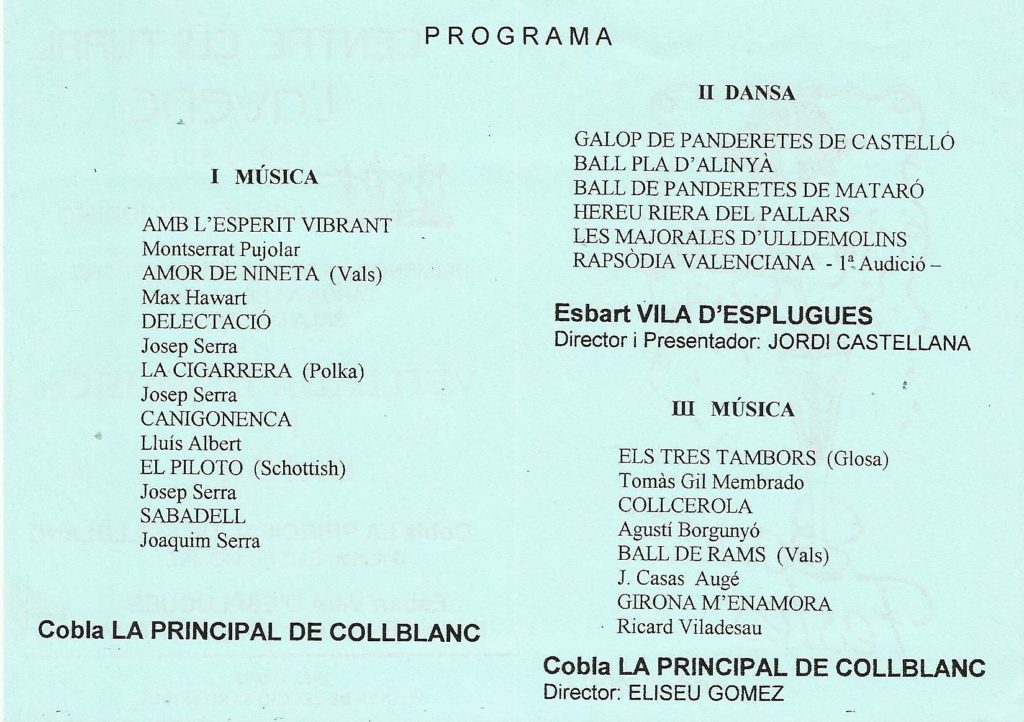 PROGRAMA
I MÚSICA
AMB L'ESPERIT VIBRANT
Montserrat Pujolar
AMOR DE NINETA (Vals)
Max Hawart
DELECTACIÓ
Josep Serra
LA CIGARRERA (Polka)
Josep Serra
CANIGONENCA
Lluís Albert
EL PILOTO (Schottish)
Josep Serra
SABADELL
Joaquim Serra
Cobla LA PRINCIPAL DE COLLBLANC
II DANSA
GALOP DE PANDERETES DE CASTELLÓ
BALL PLA D'ALINYÀ
BALL DE PANDERETES DE MATARÓ
HEREU RIERA DEL PALLARS
LES MAJORALES D'ULLDEMOLINS
RAPSÒDIA VALENCIANA - 1ª Audició –
Esbart VILA D'ESPLUGUES
Director i Presentador: JORDI CASTELLANA
III MÚSICA
ELS TRES TAMBORS (Glosa)
Tomàs Gil Membrado
COLLCEROLA
Agustí Borgunyó
BALL DE RAMS (Vals)
J. Casas Augé
GIRONA M'ENAMORA
Ricard Viladesau
Cobla LA PRINCIPAL DE COLLBLANC
Director: ELISEU GOMEZ